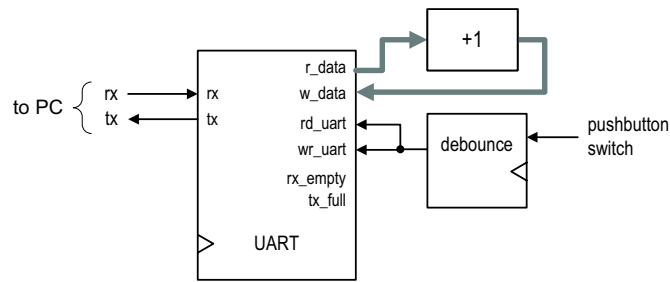 +1
r_data
w_data
to PC
rx
rx
tx
tx
rd_uart
wr_uart
debounce
pushbutton
switch
rx_empty
tx_full
UART